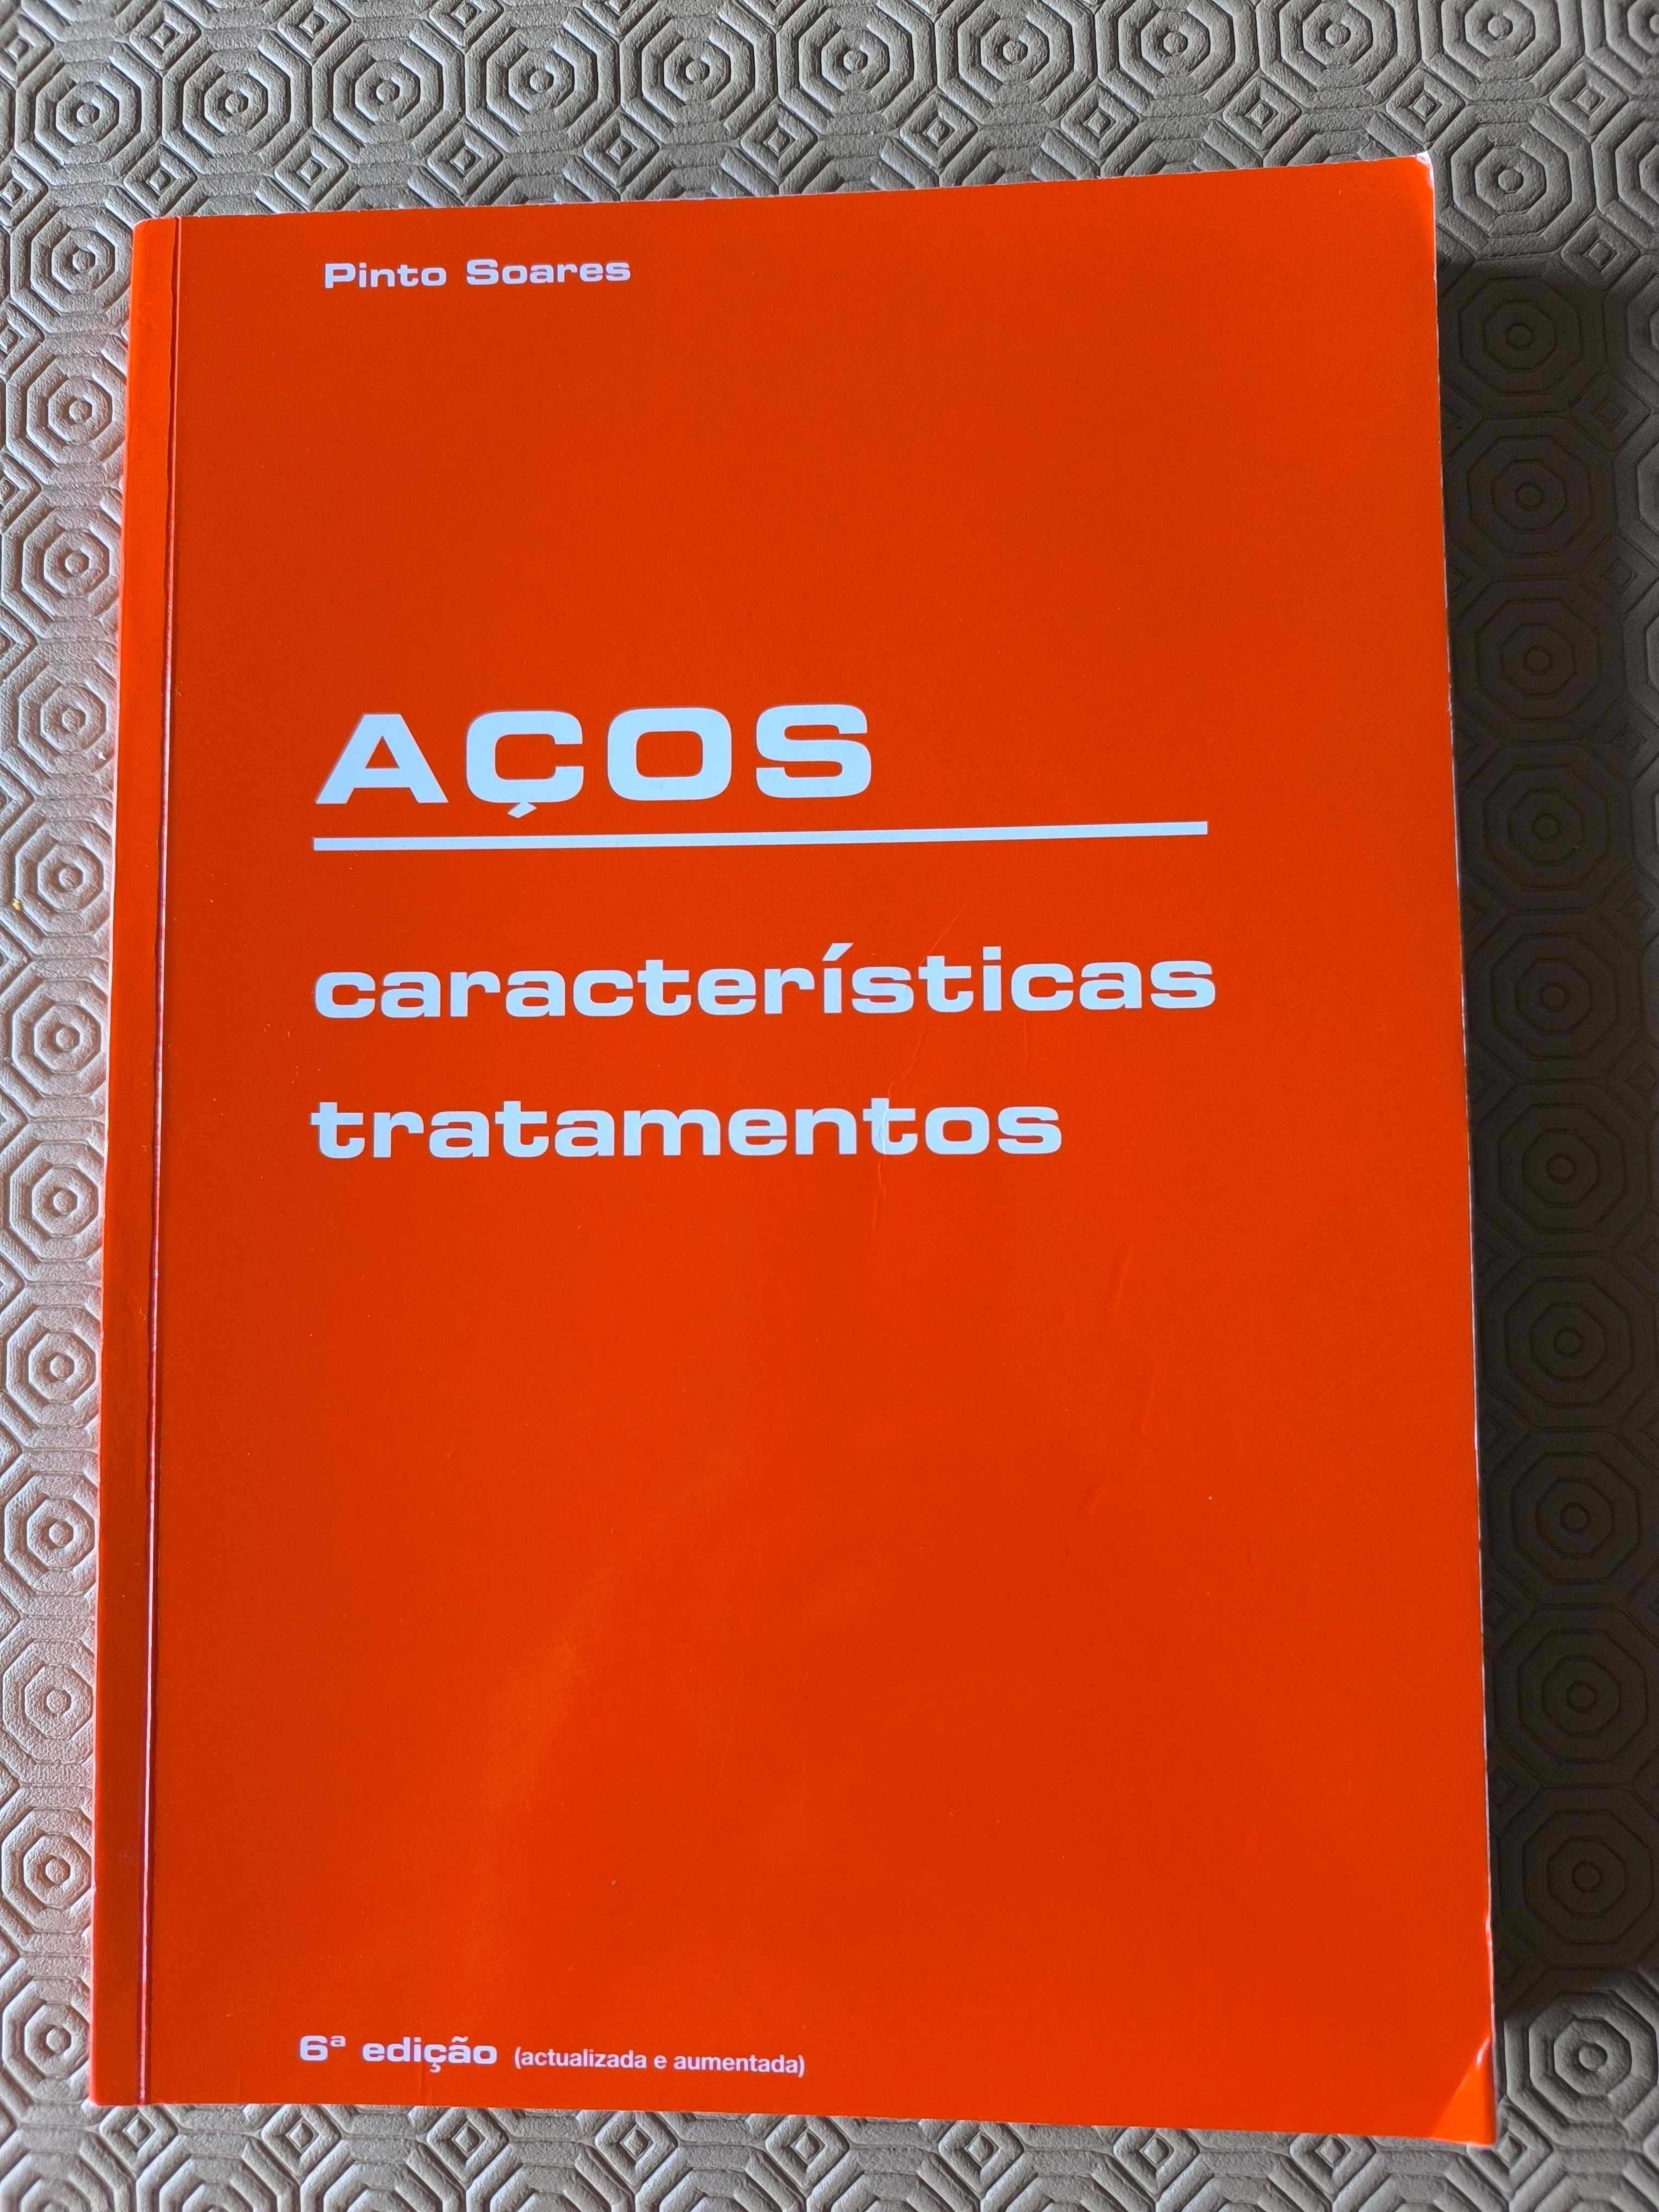 Pinto Soares
AÇOS
características
tratamentos
6ª edição (actualizada e aumentada)